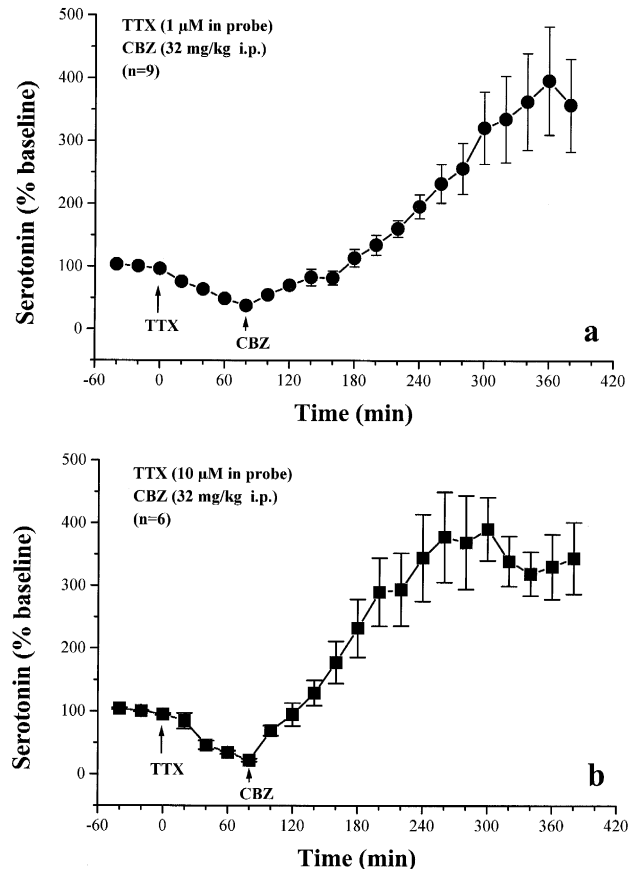 500
TTX (1 µM in probe)
CBZ (32 mg/kg i.p.)
(n=9)
400
300
200
100
0
Serotonin (% baseline)
TTX
CBZ
a
-60 0 60 120 180 240 300 360 420
Time (min)
500
TTX (10 µM in probe)
CBZ (32 mg/kg i.p.)
(n=6)
400
300
200
100
0
Serotonin (% baseline)
TTX
CBZ
b
-60 0 60 120 180 240 300 360 420
Time (min)